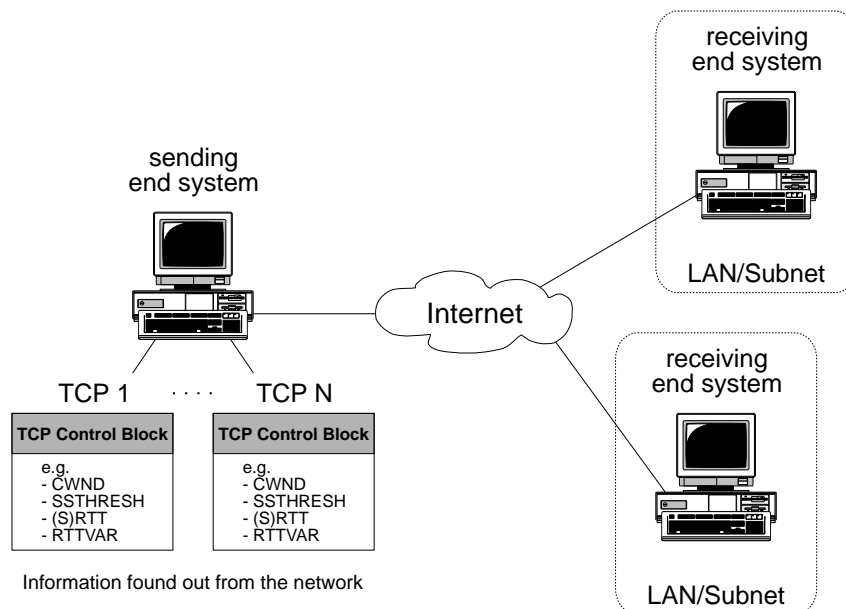 receiving
end system
sending
end system
LAN/Subnet
Internet
receiving
end system
TCP 1
. . . .
TCP N
TCP Control Block
e.g.
- CWND
- SSTHRESH
- (S)RTT
- RTTVAR
TCP Control Block
e.g.
- CWND
- SSTHRESH
- (S)RTT
- RTTVAR
Information found out from the network
LAN/Subnet